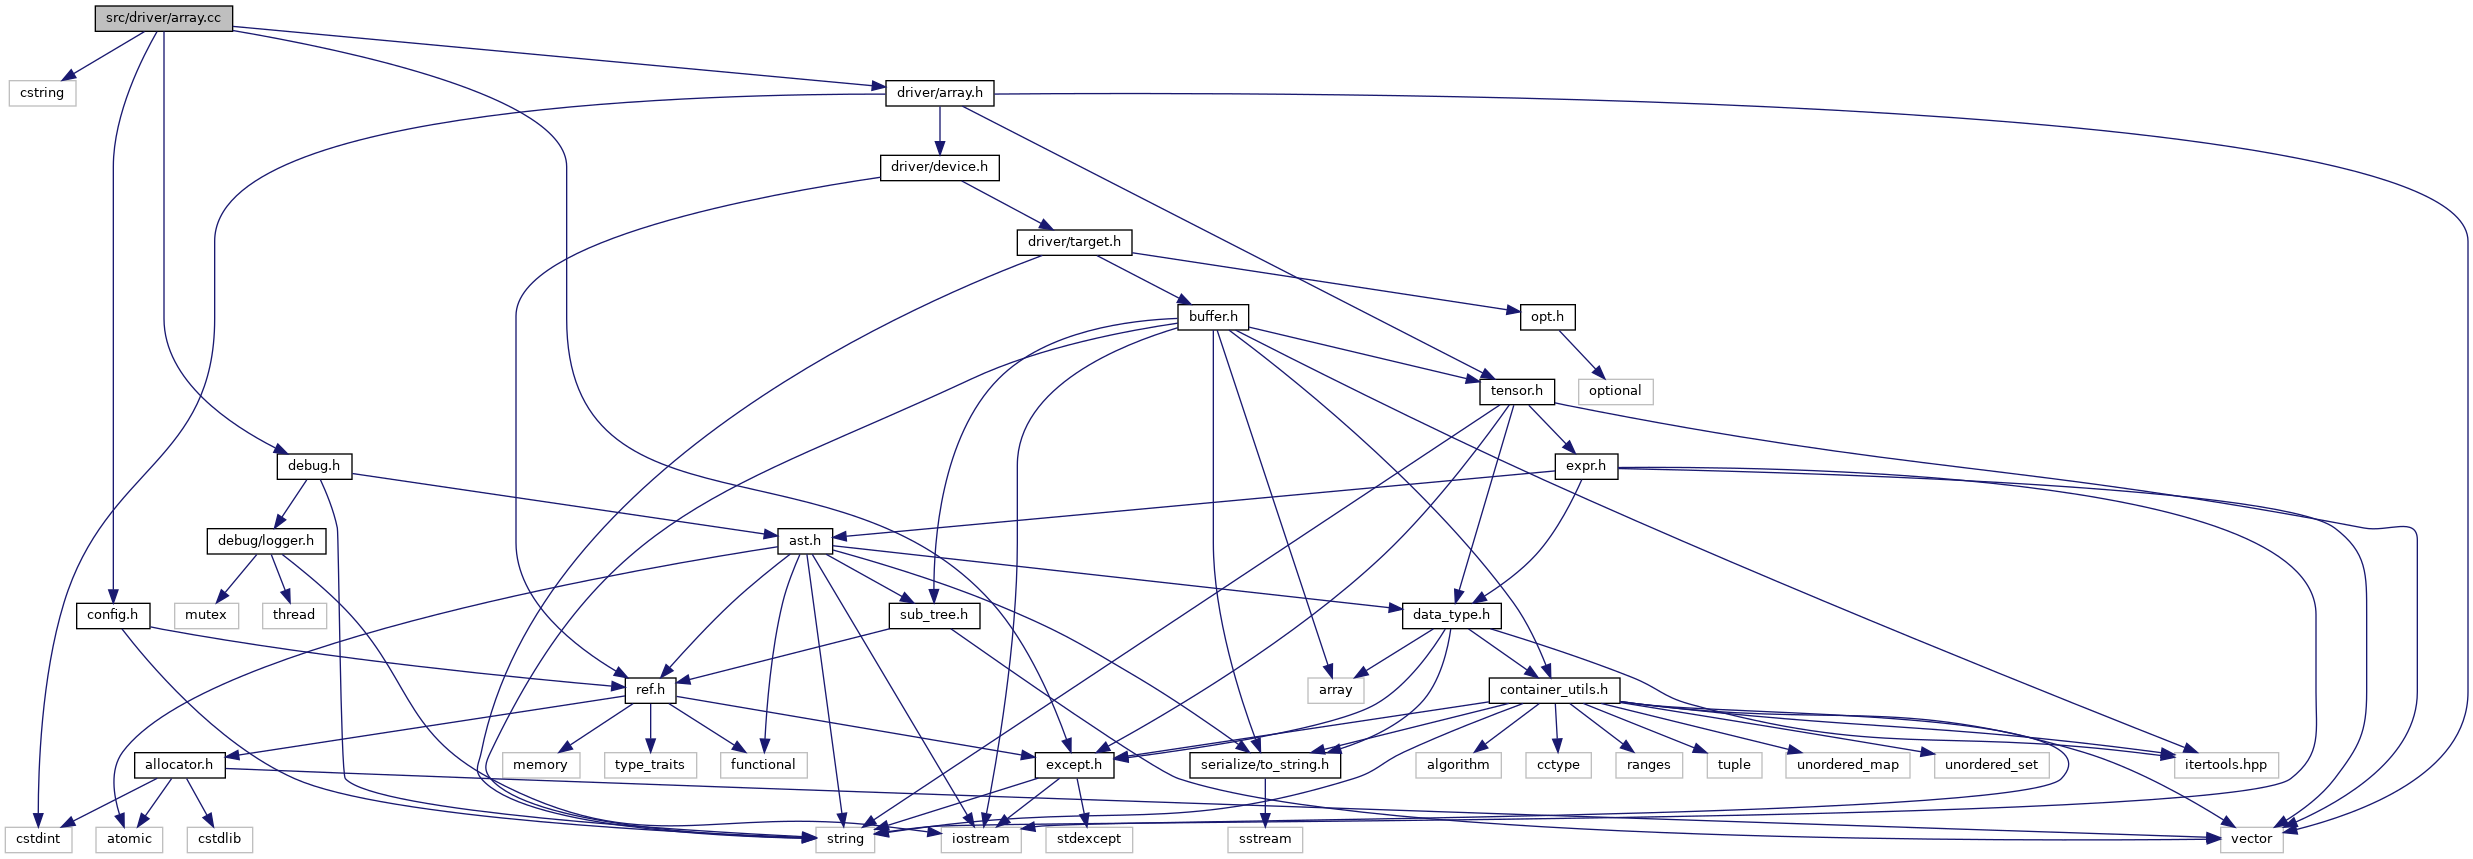 src/driver/array.cc
cstring
driver/array.h
driver/device.h
driver/target.h
buffer.h
opt.h
tensor.h
optional
debug.h
expr.h
debug/logger.h
ast.h
config.h
mutex
thread
sub_tree.h
data_type.h
ref.h
array
container_utils.h
allocator.h
memory
type_traits
functional
except.h
serialize/to_string.h
algorithm
cctype
ranges
tuple
unordered_map
unordered_set
itertools.hpp
cstdint
atomic
cstdlib
string
iostream
stdexcept
sstream
vector